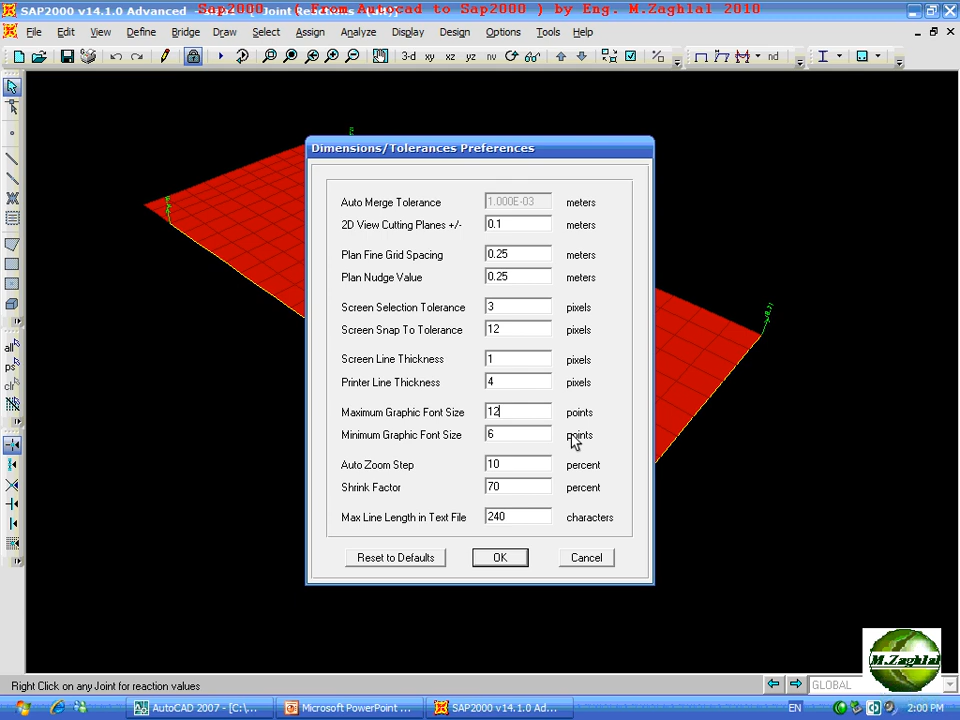 SAP2000 v14.1.0 Advanced
Sap2000 ( From Autocad to Sap2000 ) by Eng. M.Zaghlal 2010
File Edit View Define Bridge Draw Select Assign Analyze Display Design Options Tools Help
3-d xy xz yz nv nd
all
ps
clr
Dimensions/Tolerances Preferences
Auto Merge Tolerance 1.000E-03 meters
2D View Cutting Planes +/- 0.1 meters
Plan Fine Grid Spacing 0.25 meters
Plan Nudge Value 0.25 meters
Screen Selection Tolerance 3 pixels
Screen Snap To Tolerance 12 pixels
Screen Line Thickness 1 pixels
Printer Line Thickness 4 pixels
Maximum Graphic Font Size 12 points
Minimum Graphic Font Size 6 points
Auto Zoom Step 10 percent
Shrink Factor 70 percent
Max Line Length in Text File 240 characters
Reset to Defaults OK Cancel
M.Zaghlal
Right Click on any Joint for reaction values
GLOBAL
AutoCAD 2007 - [C:\... Microsoft PowerPoint ... SAP2000 v14.1.0 Ad... EN 2:00 PM